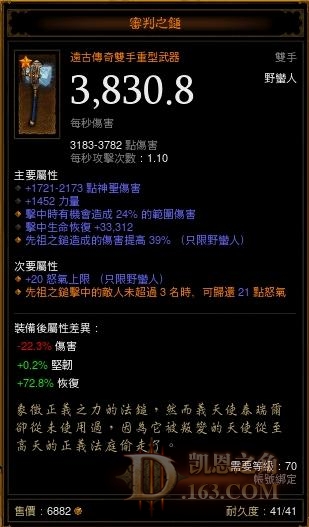 審判之鎚
遠古傳奇雙手重型武器 雙手
3,830.8 野蠻人
每秒傷害
3183-3782 點傷害
每秒攻擊次數：1.10
主要屬性
+1721-2173 點神聖傷害
+1452 力量
擊中時有機會造成 24% 的範圍傷害
擊中生命恢復 +33,312
先祖之鎚造成的傷害提高 39% （只限野蠻人）
次要屬性
+20 怒氣上限 （只限野蠻人）
先祖之鎚擊中的敵人未超過 3 名時，可歸還 21 點怒氣
裝備後屬性差異：
-22.3% 傷害
+0.2% 堅韌
+72.8% 恢復
象徵正義之力的法鎚，然而義天使泰瑞爾
卻從未使用過，因為它被叛變的天使從至
高天的正義法庭偷走了。
凱恩之角
D.163.COM
需要等級：70
帳號綁定
售價：6882 耐久度：41/41